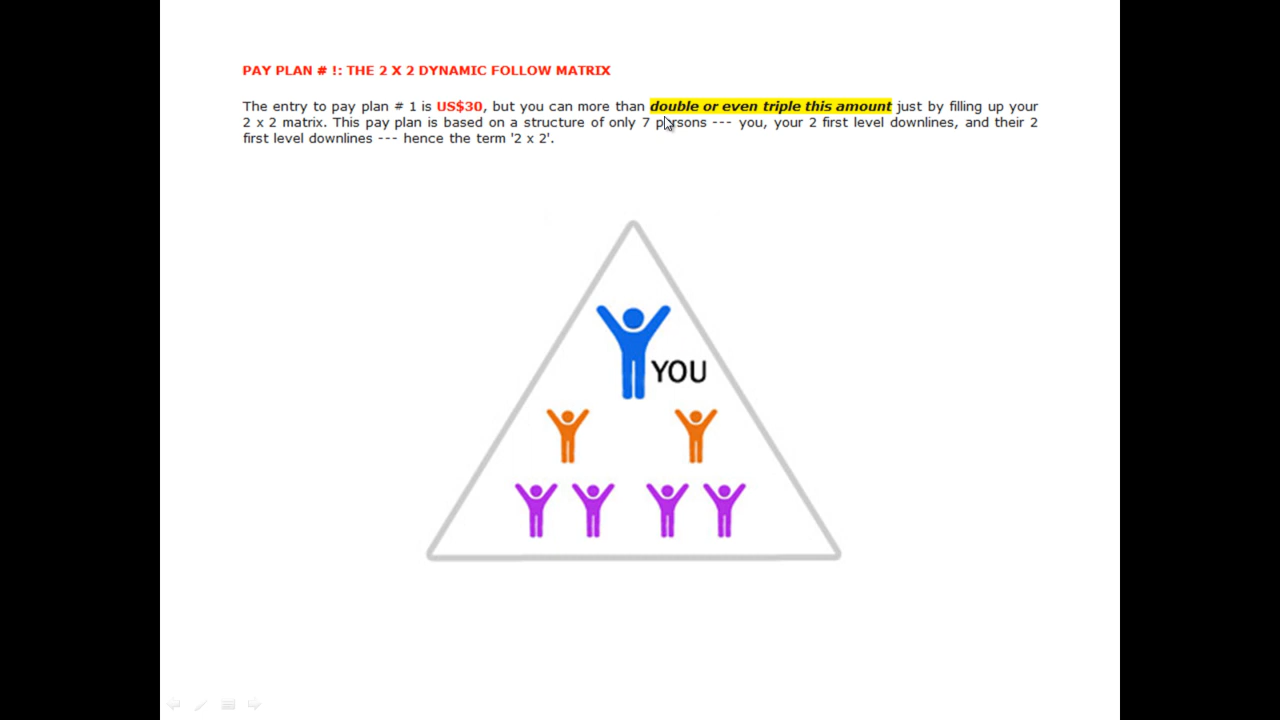 PAY PLAN # !: THE 2 X 2 DYNAMIC FOLLOW MATRIX
The entry to pay plan # 1 is US$30, but you can more than double or even triple this amount just by filling up your
2 x 2 matrix. This pay plan is based on a structure of only 7 persons --- you, your 2 first level downlines, and their 2
first level downlines --- hence the term '2 x 2'.
YOU